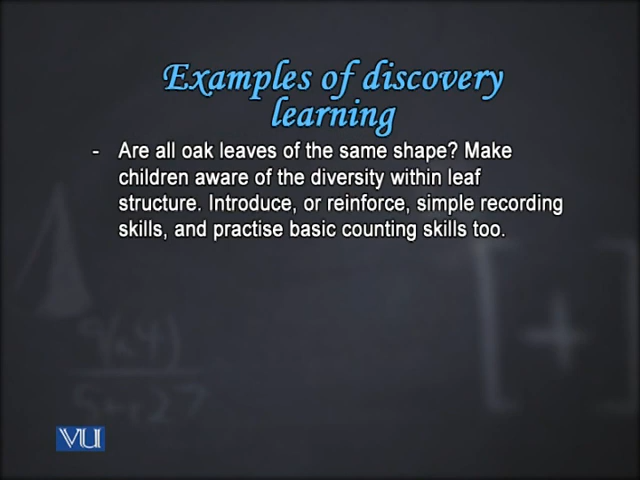 Examples of discovery
learning
- Are all oak leaves of the same shape? Make
children aware of the diversity within leaf
structure. Introduce, or reinforce, simple recording
skills, and practise basic counting skills too.
VU